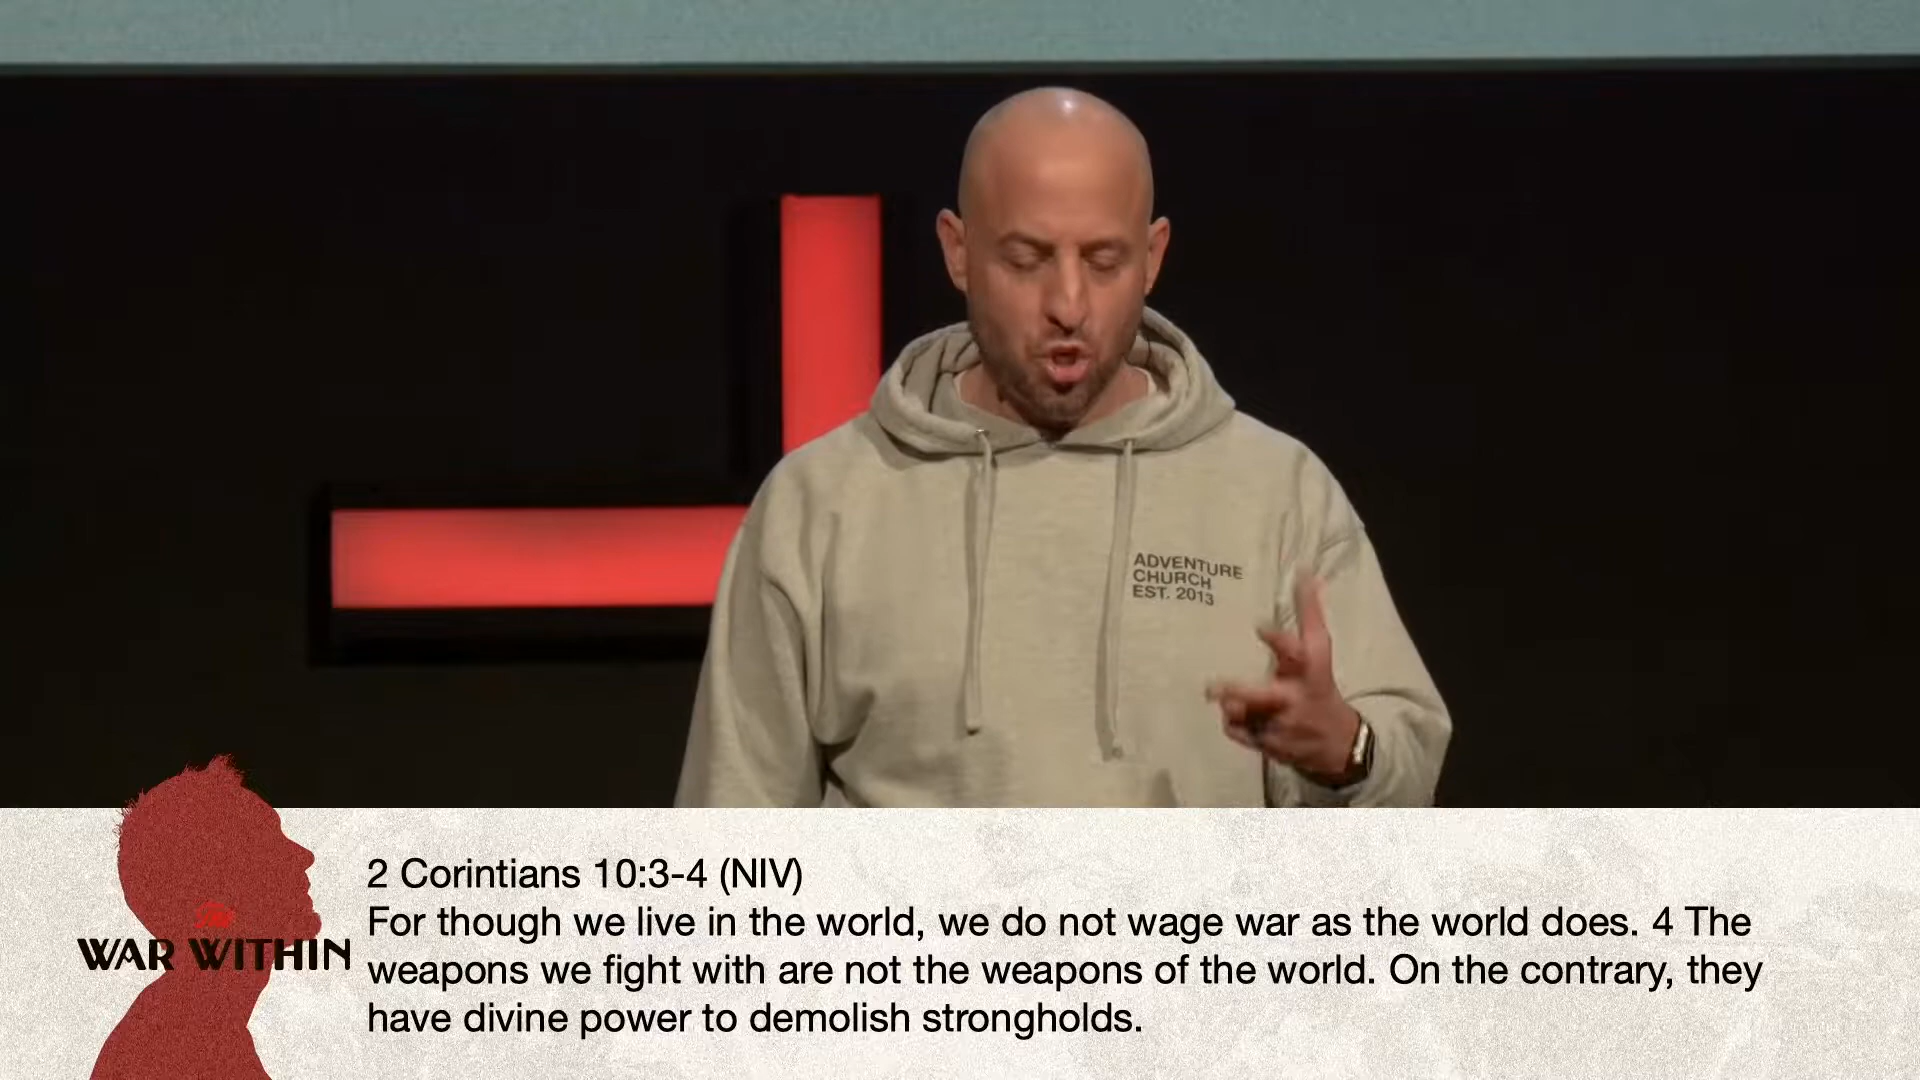 ADVENTURE
CHURCH
EST. 2013
The
WAR WITHIN
2 Corintians 10:3-4 (NIV)
For though we live in the world, we do not wage war as the world does. 4 The
weapons we fight with are not the weapons of the world. On the contrary, they
have divine power to demolish strongholds.